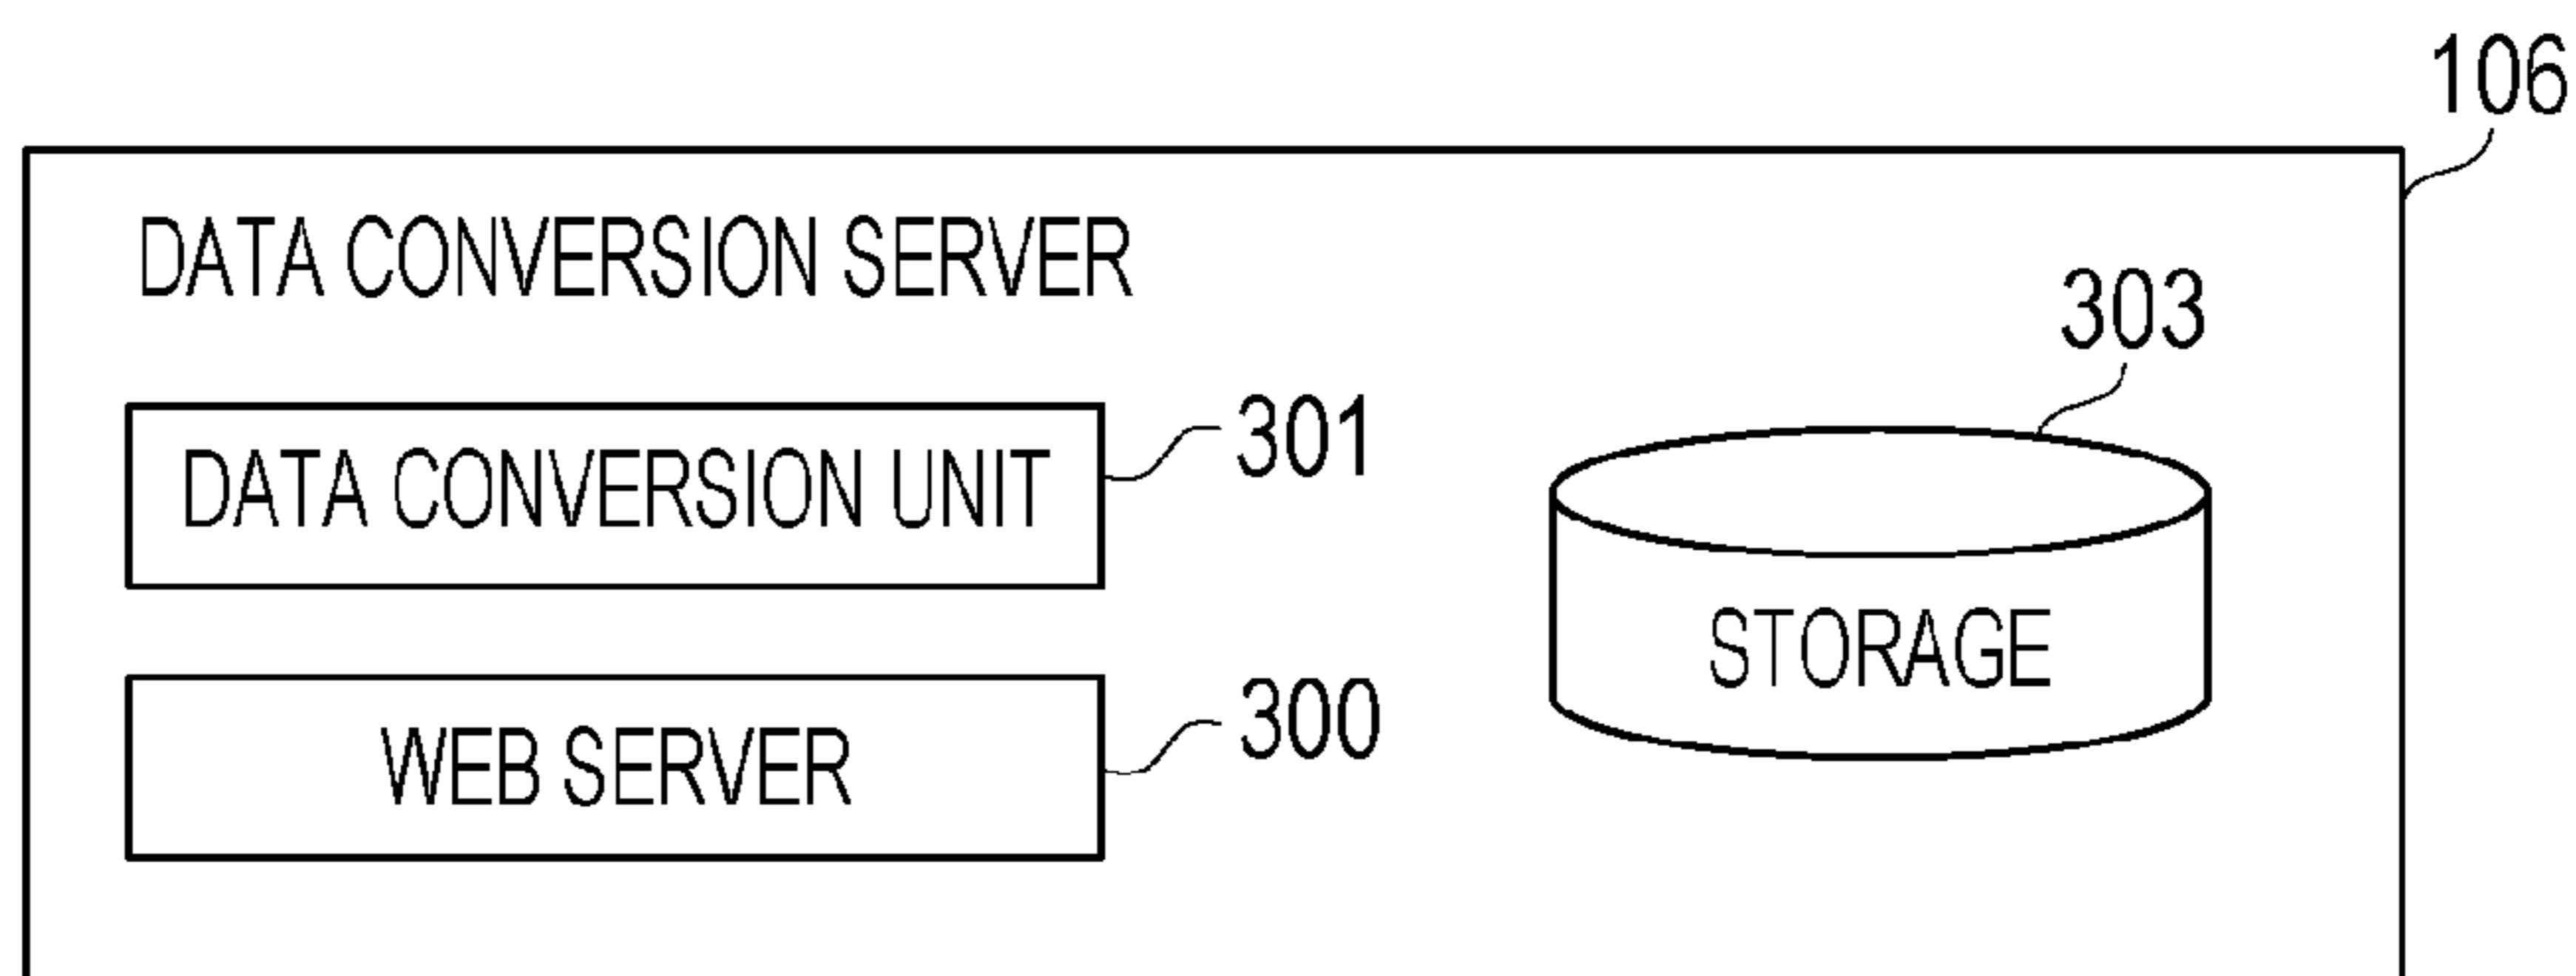 106
DATA CONVERSION SERVER
303
DATA CONVERSION UNIT
301
STORAGE
WEB SERVER
300